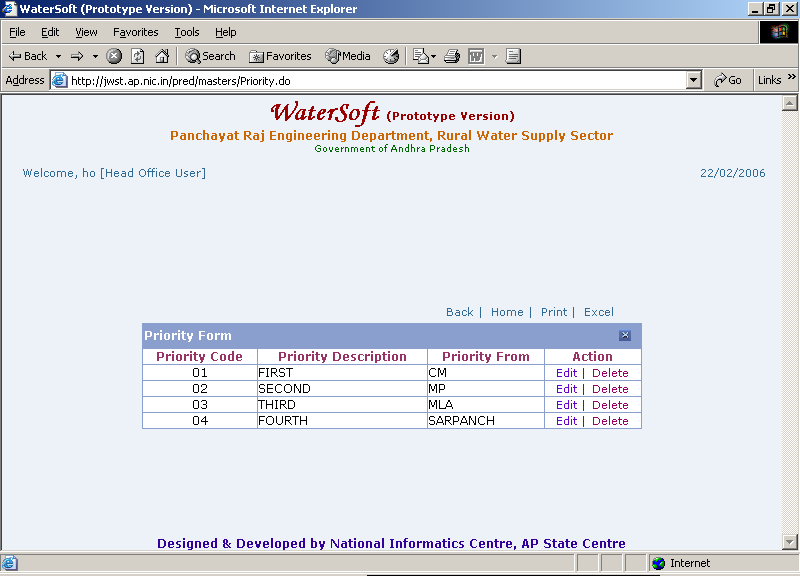 WaterSoft (Prototype Version) - Microsoft Internet Explorer
File Edit View Favorites Tools Help
Back Search Favorites Media
Address http://jwst.ap.nic.in/pred/masters/Priority.do Go Links »
WaterSoft (Prototype Version)
Panchayat Raj Engineering Department, Rural Water Supply Sector
Government of Andhra Pradesh
Welcome, ho [Head Office User] 22/02/2006
Back | Home | Print | Excel
Priority Form
Priority Code Priority Description Priority From Action
01 FIRST CM Edit | Delete
02 SECOND MP Edit | Delete
03 THIRD MLA Edit | Delete
04 FOURTH SARPANCH Edit | Delete
Designed & Developed by National Informatics Centre, AP State Centre
Internet